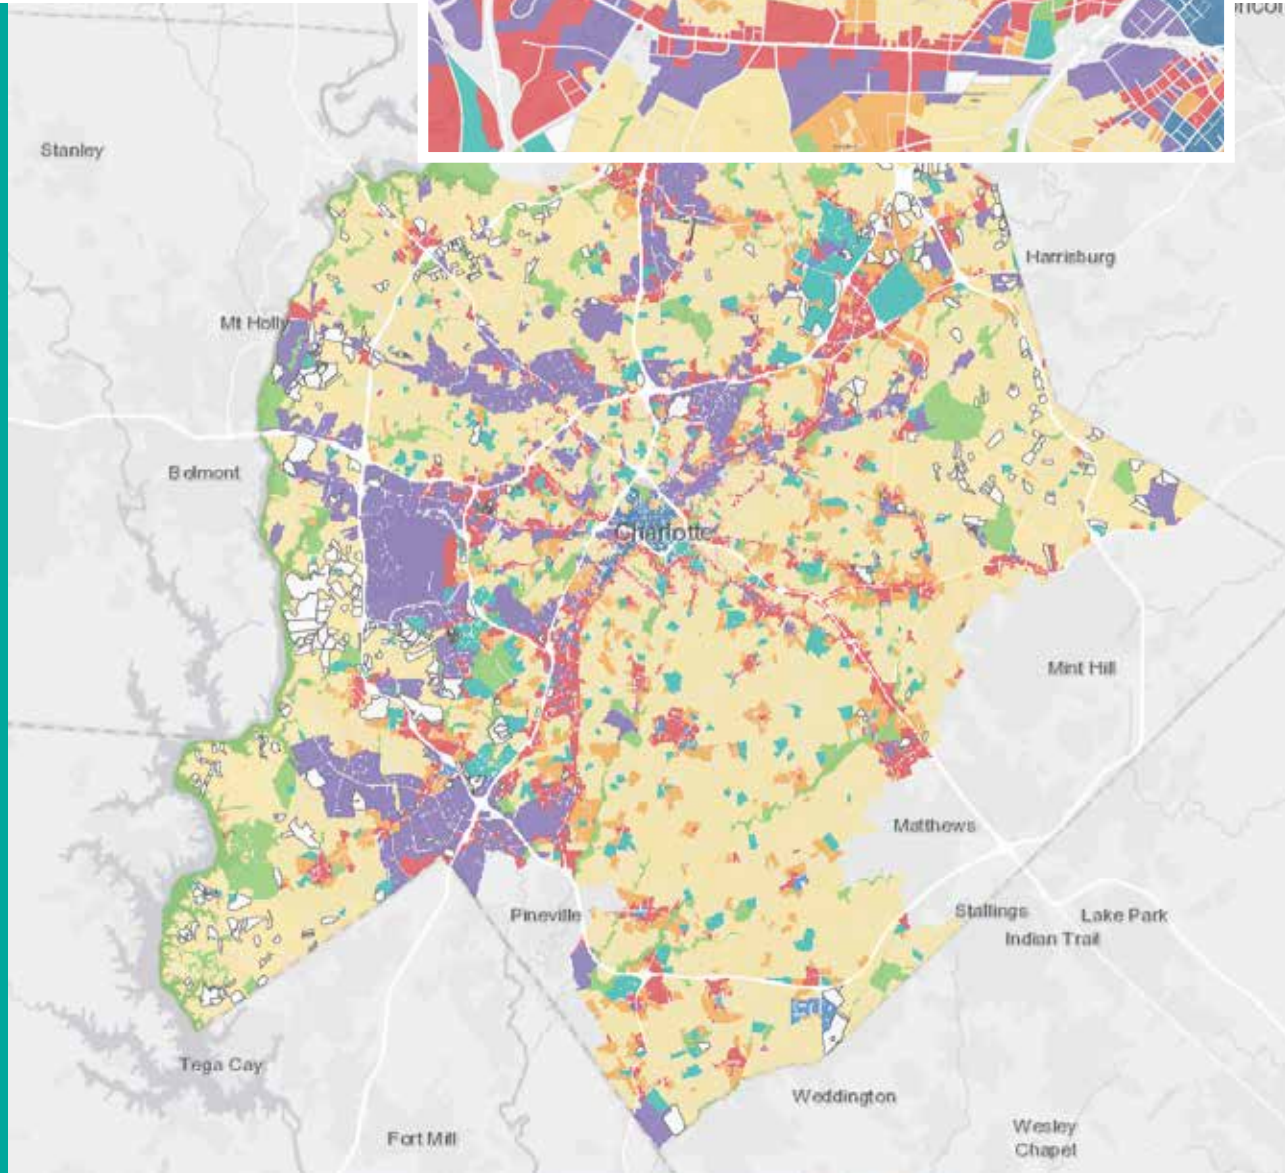 Stanley
Harrisburg
Mt Holly
Belmont
Charlotte
Mint Hill
Matthews
Pineville
Stallings
Lake Park
Indian Trail
Tega Cay
Weddington
Fort Mill
Wesley
Chapel